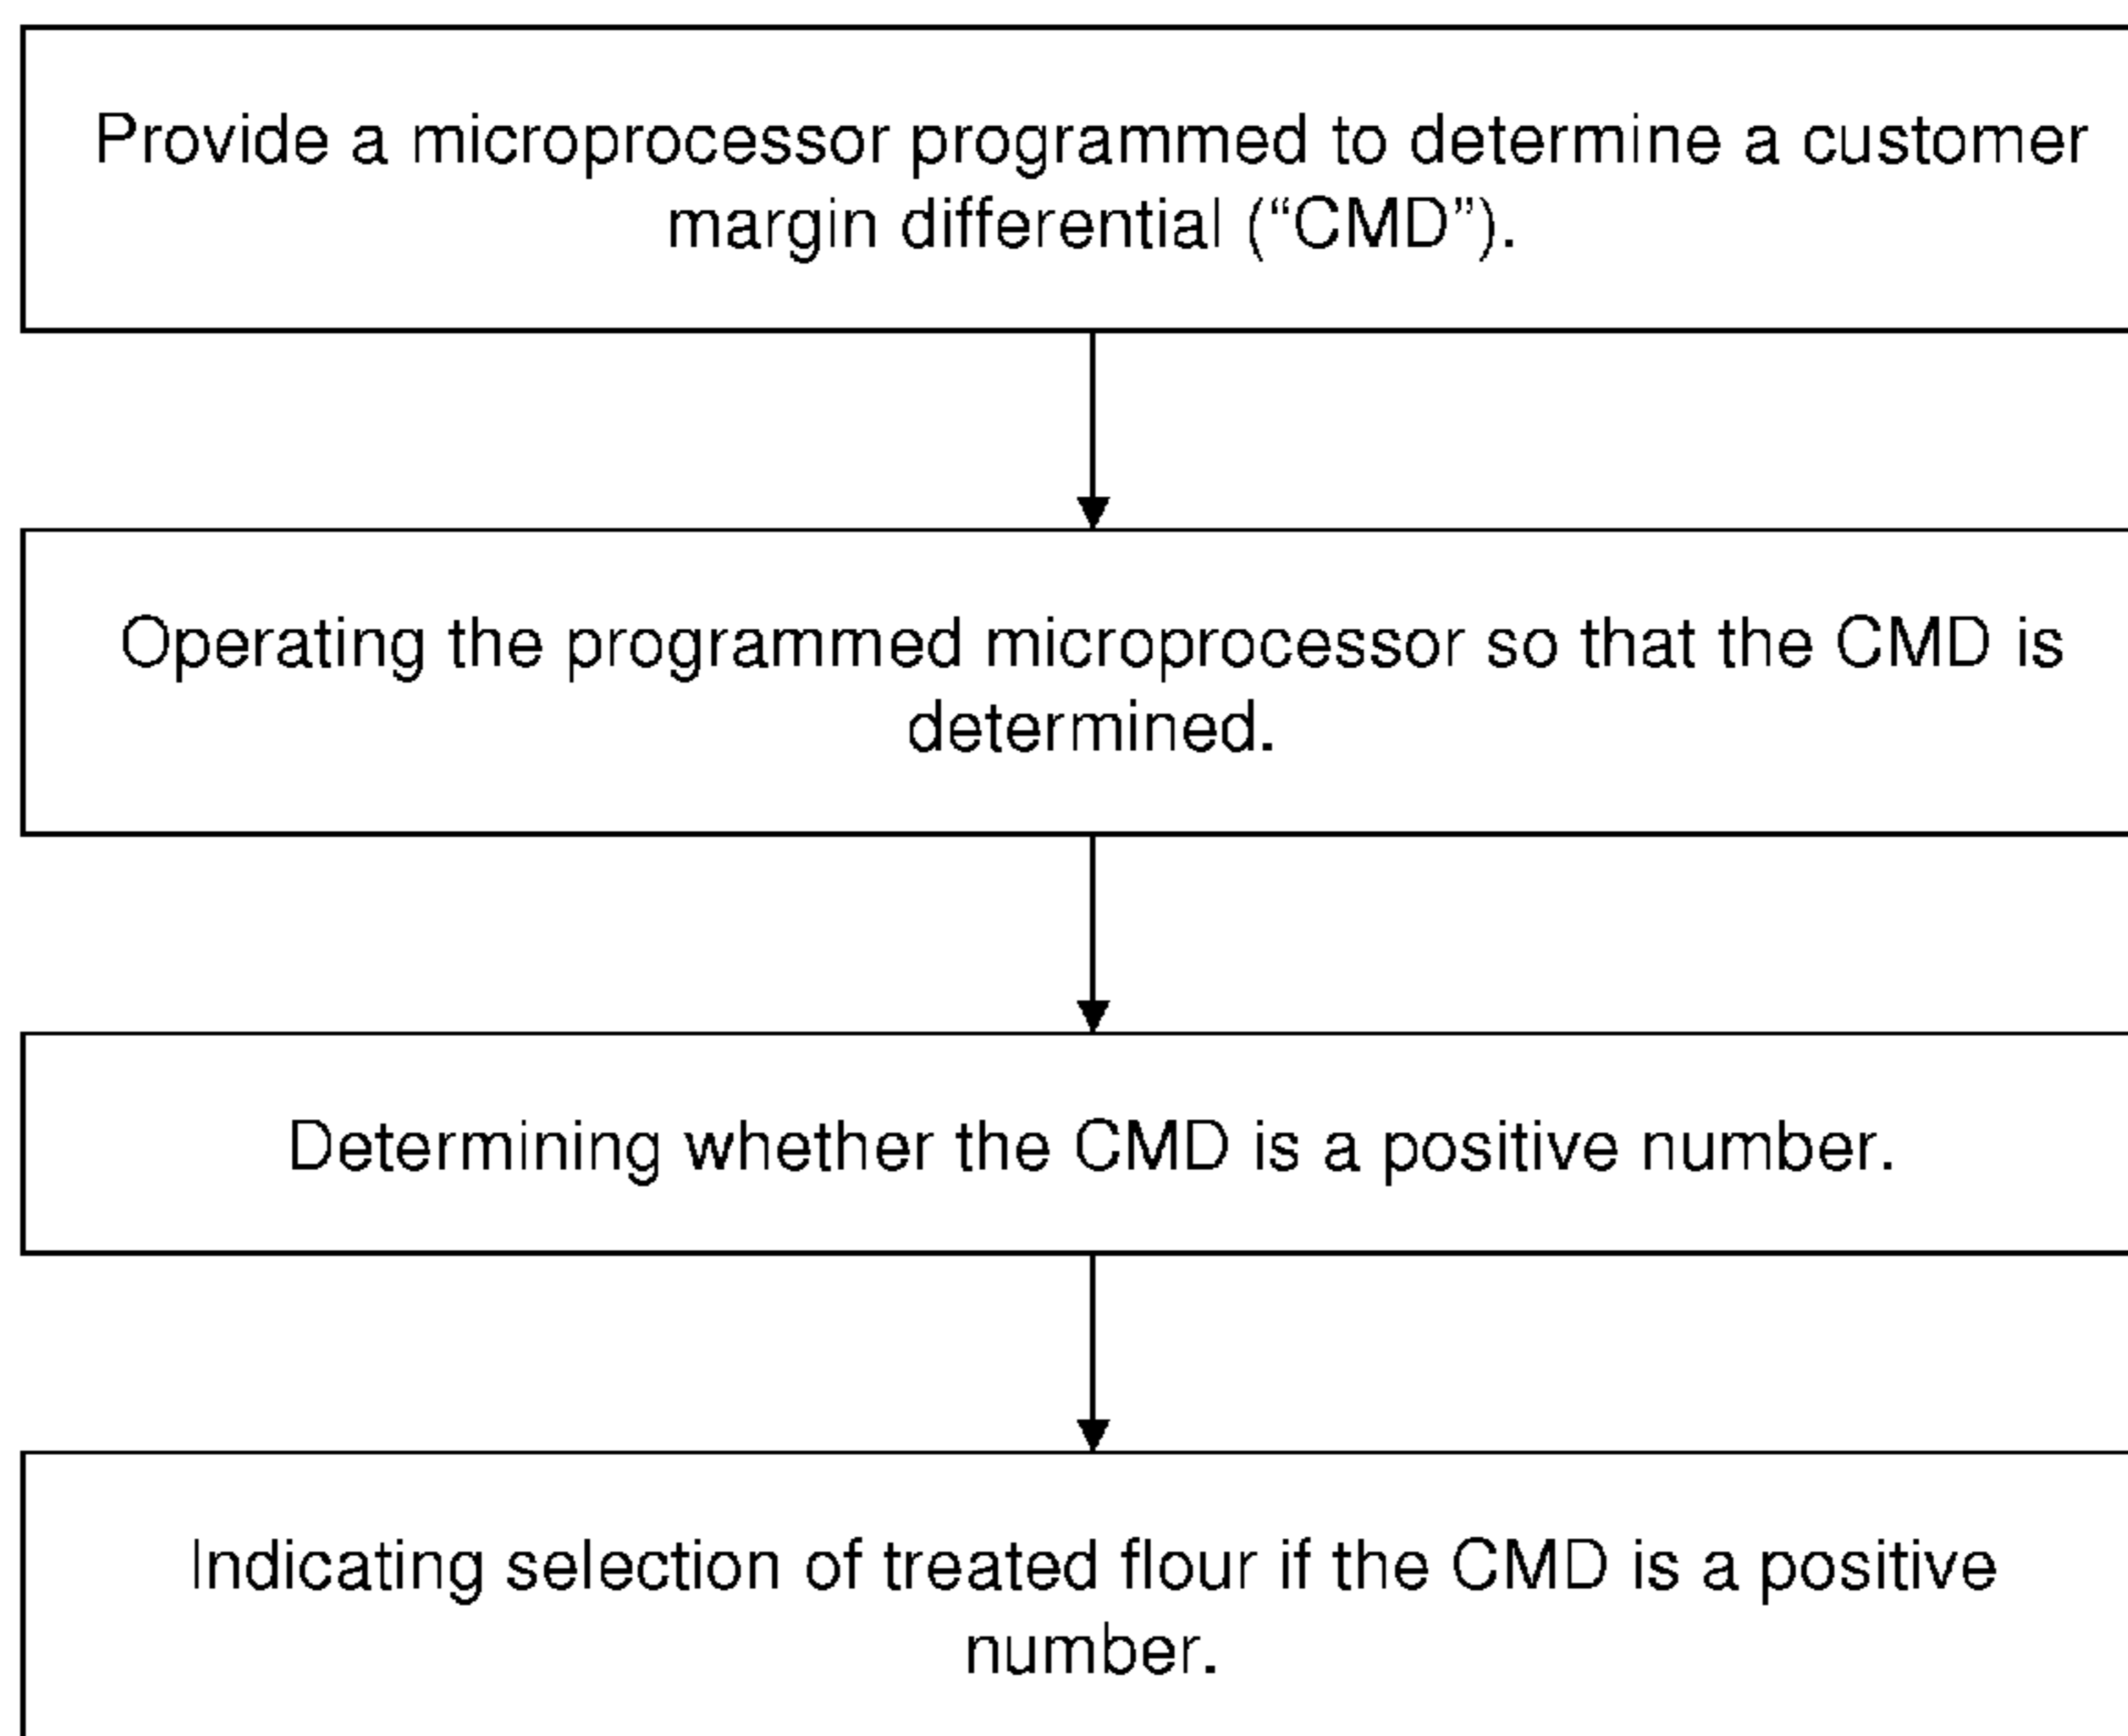 Provide a microprocessor programmed to determine a customer
margin differential (“CMD”).
Operating the programmed microprocessor so that the CMD is
determined.
Determining whether the CMD is a positive number.
Indicating selection of treated flour if the CMD is a positive
number.